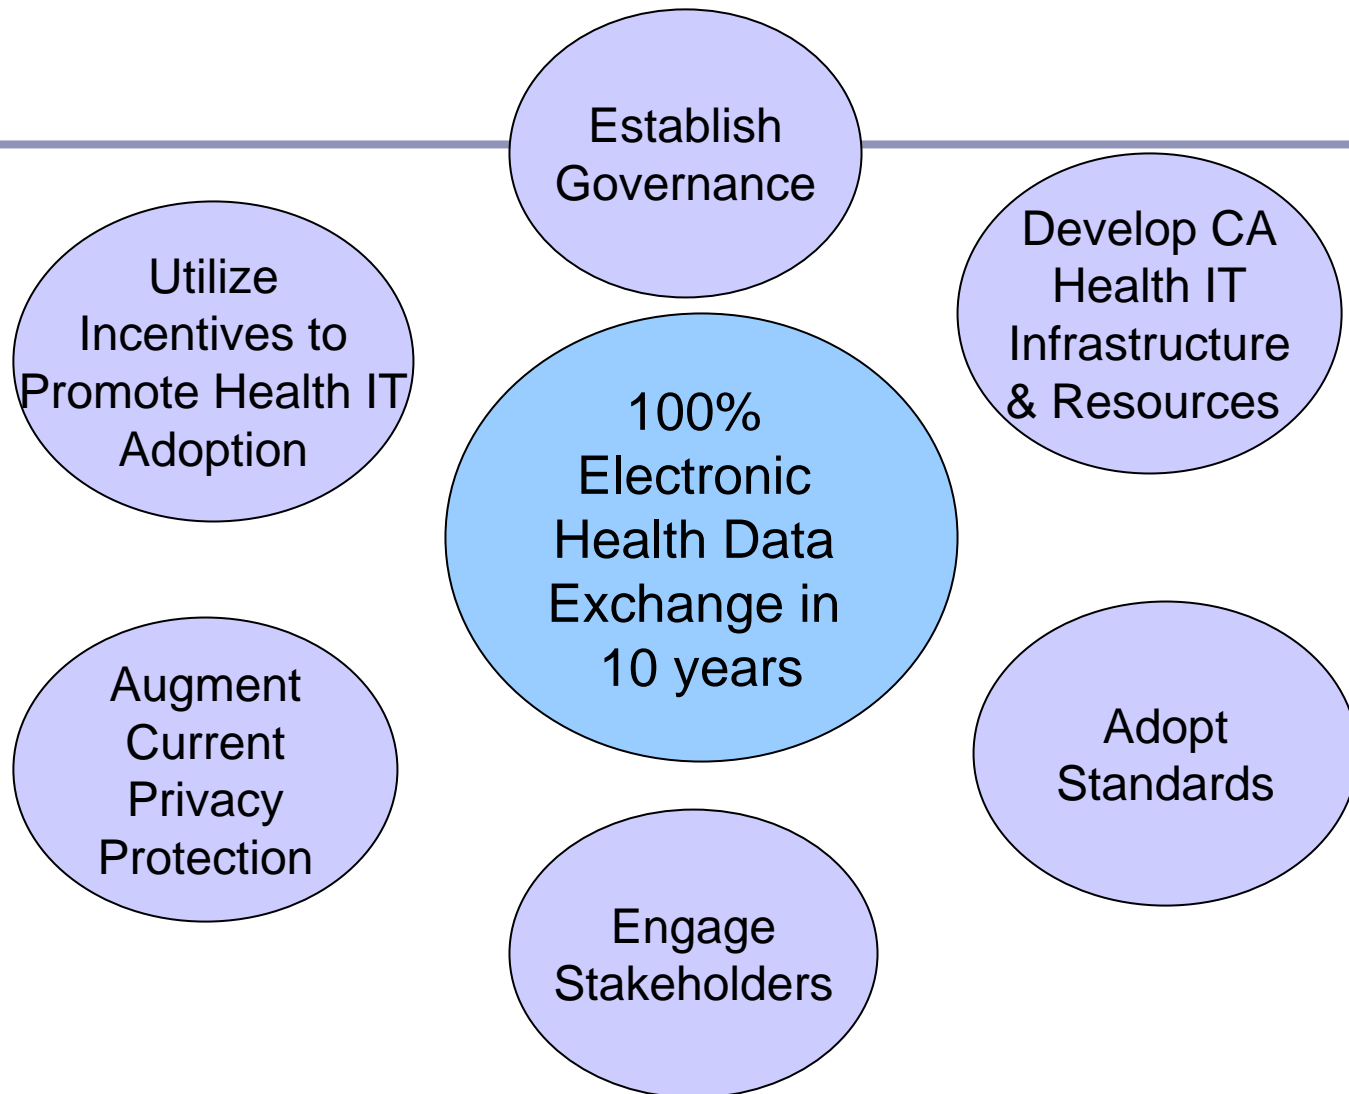 Establish
Governance
Develop CA
Health IT
Infrastructure
& Resources
Utilize
Incentives to
Promote Health IT
Adoption
100%
Electronic
Health Data
Exchange in
10 years
Augment
Current
Privacy
Protection
Adopt
Standards
Engage
Stakeholders